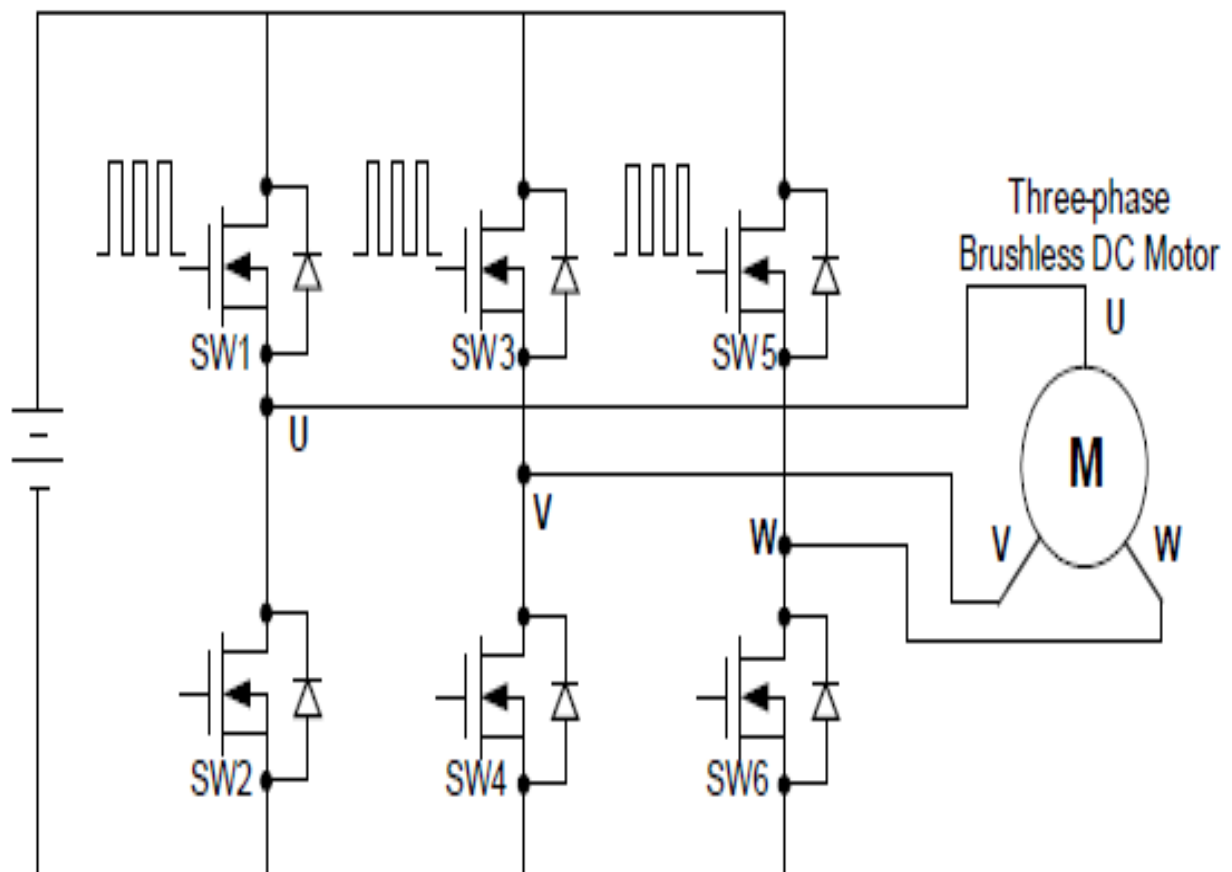 Three-phase
Brushless DC Motor
U
SW1
SW3
SW5
U
M
V
W
V
W
SW2
SW4
SW6